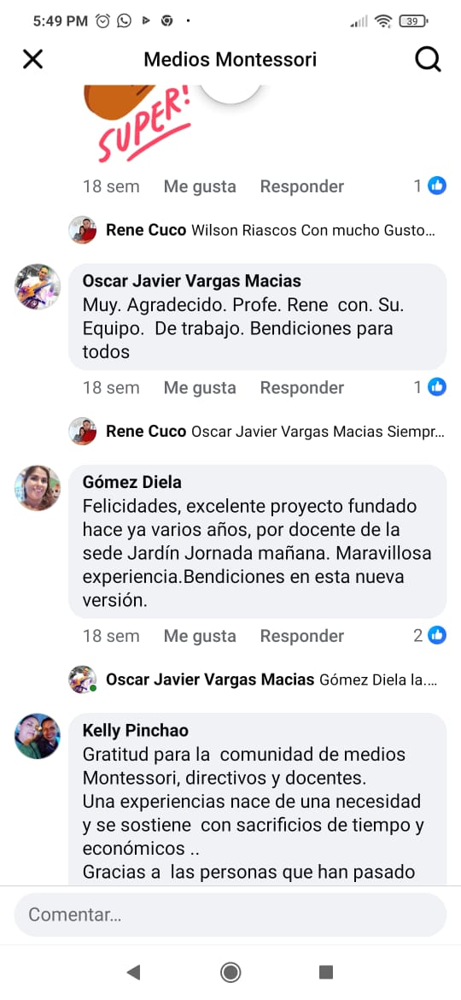 5:49 PM
39
Medios Montessori
SUPER!
18 sem Me gusta Responder 1
Rene Cuco Wilson Riascos Con mucho Gusto...
Oscar Javier Vargas Macias
Muy. Agradecido. Profe. Rene con. Su.
Equipo. De trabajo. Bendiciones para
todos
18 sem Me gusta Responder 1
Rene Cuco Oscar Javier Vargas Macias Siempr...
Gómez Diela
Felicidades, excelente proyecto fundado
hace ya varios años, por docente de la
sede Jardín Jornada mañana. Maravillosa
experiencia.Bendiciones en esta nueva
versión.
18 sem Me gusta Responder 2
Oscar Javier Vargas Macias Gómez Diela la....
Kelly Pinchao
Gratitud para la comunidad de medios
Montessori, directivos y docentes.
Una experiencias nace de una necesidad
y se sostiene con sacrificios de tiempo y
económicos ..
Gracias a las personas que han pasado
Comentar...